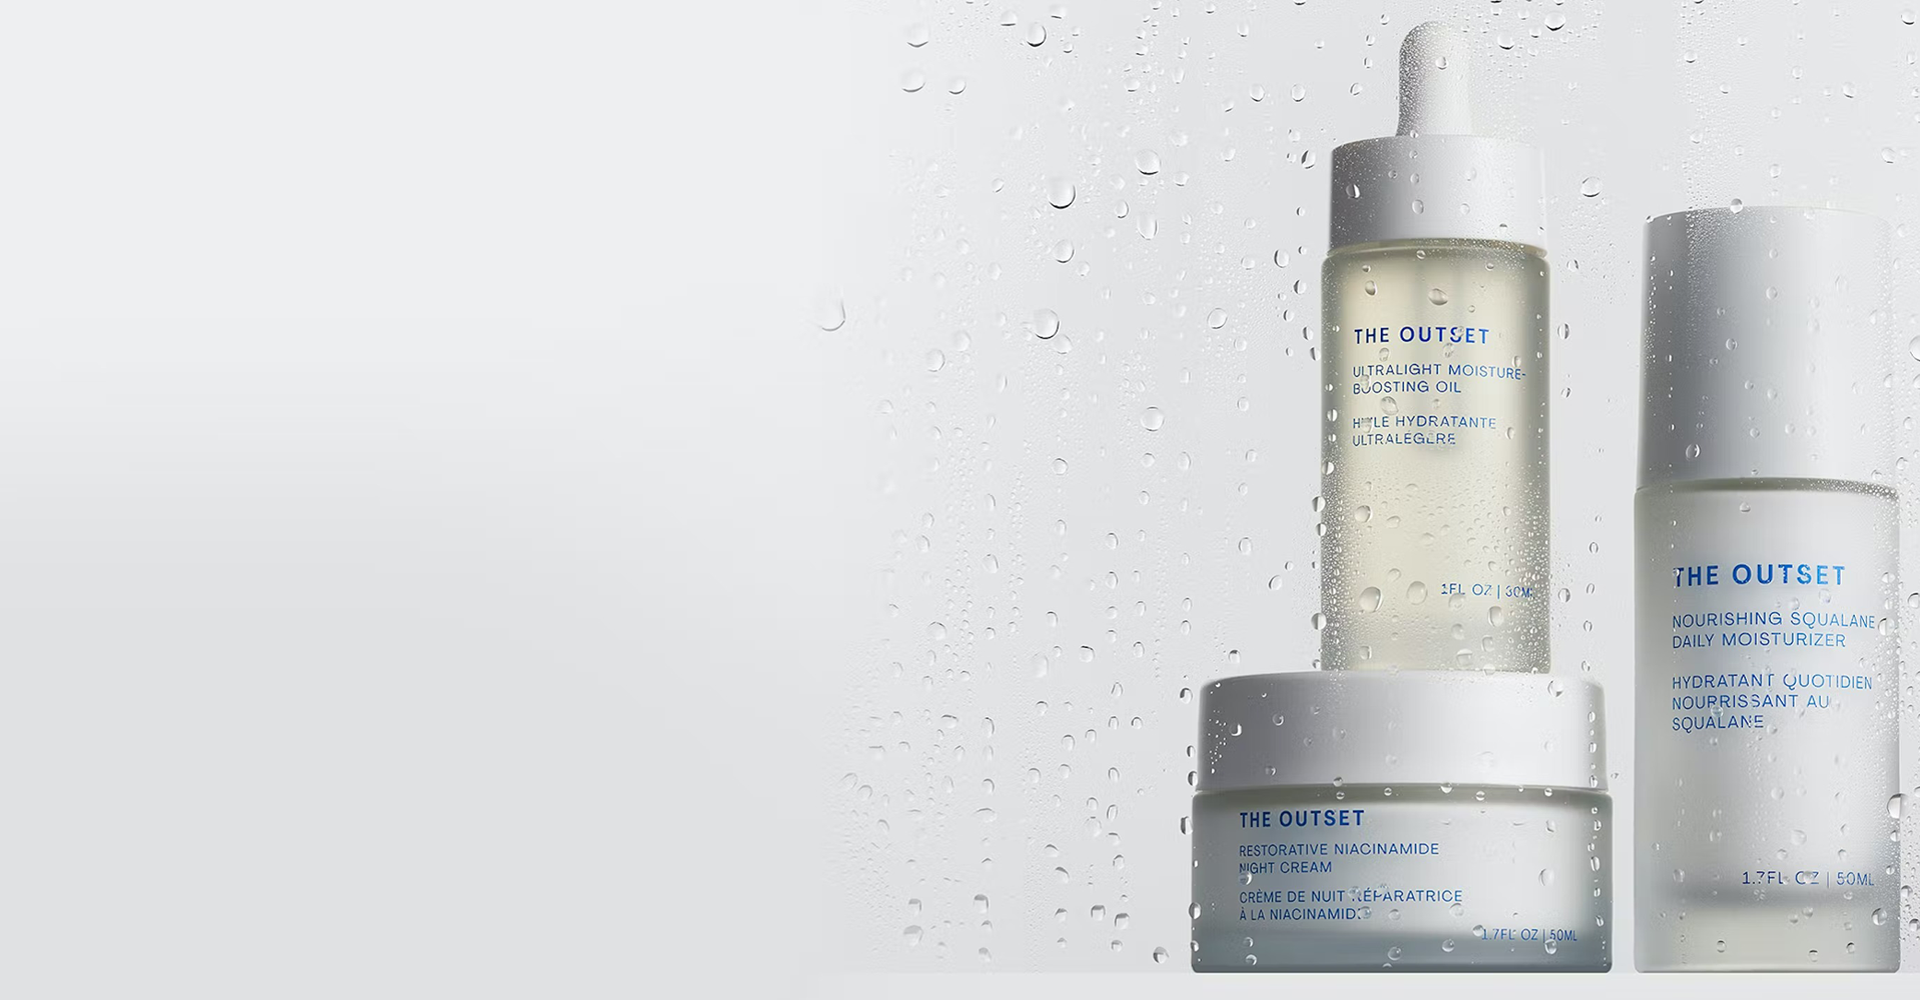 THE OUTSET
ULTRALIGHT MOISTURE-
BOOSTING OIL
HUILE HYDRATANTE
ULTRALÉGÈRE
1FL OZ | 30ML
THE OUTSET
NOURISHING SQUALANE
DAILY MOISTURIZER
HYDRATANT QUOTIDIEN
NOURRISSANT AU
SQUALANE
1.7FL OZ | 50ML
THE OUTSET
RESTORATIVE NIACINAMIDE
NIGHT CREAM
CRÈME DE NUIT RÉPARATRICE
À LA NIACINAMIDE
1.7FL OZ | 50ML